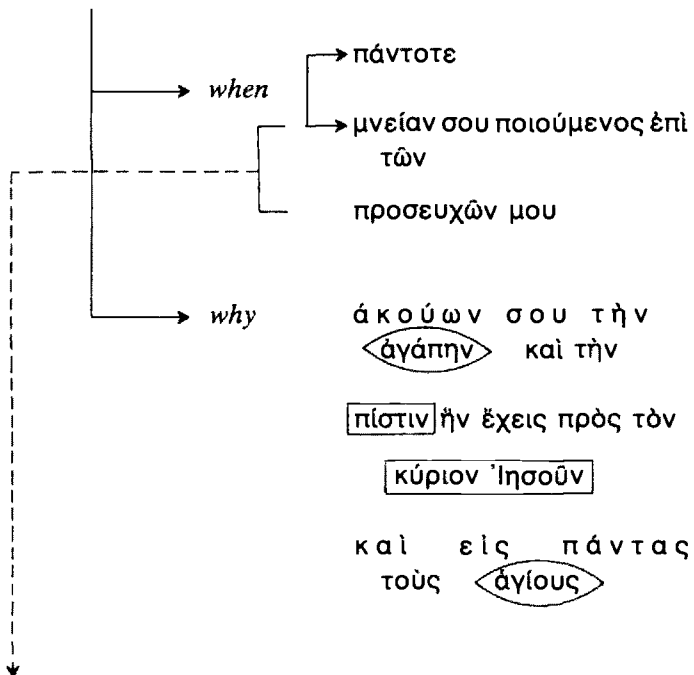 πάντοτε
when
μνείαν σου ποιούμενος ἐπὶ
τῶν
προσευχῶν μου
why
ἀκούων σου τὴν
ἀγάπην καὶ τὴν
πίστιν ἣν ἔχεις πρὸς τὸν
κύριον Ἰησοῦν
καὶ εἰς πάντας
τοὺς ἁγίους